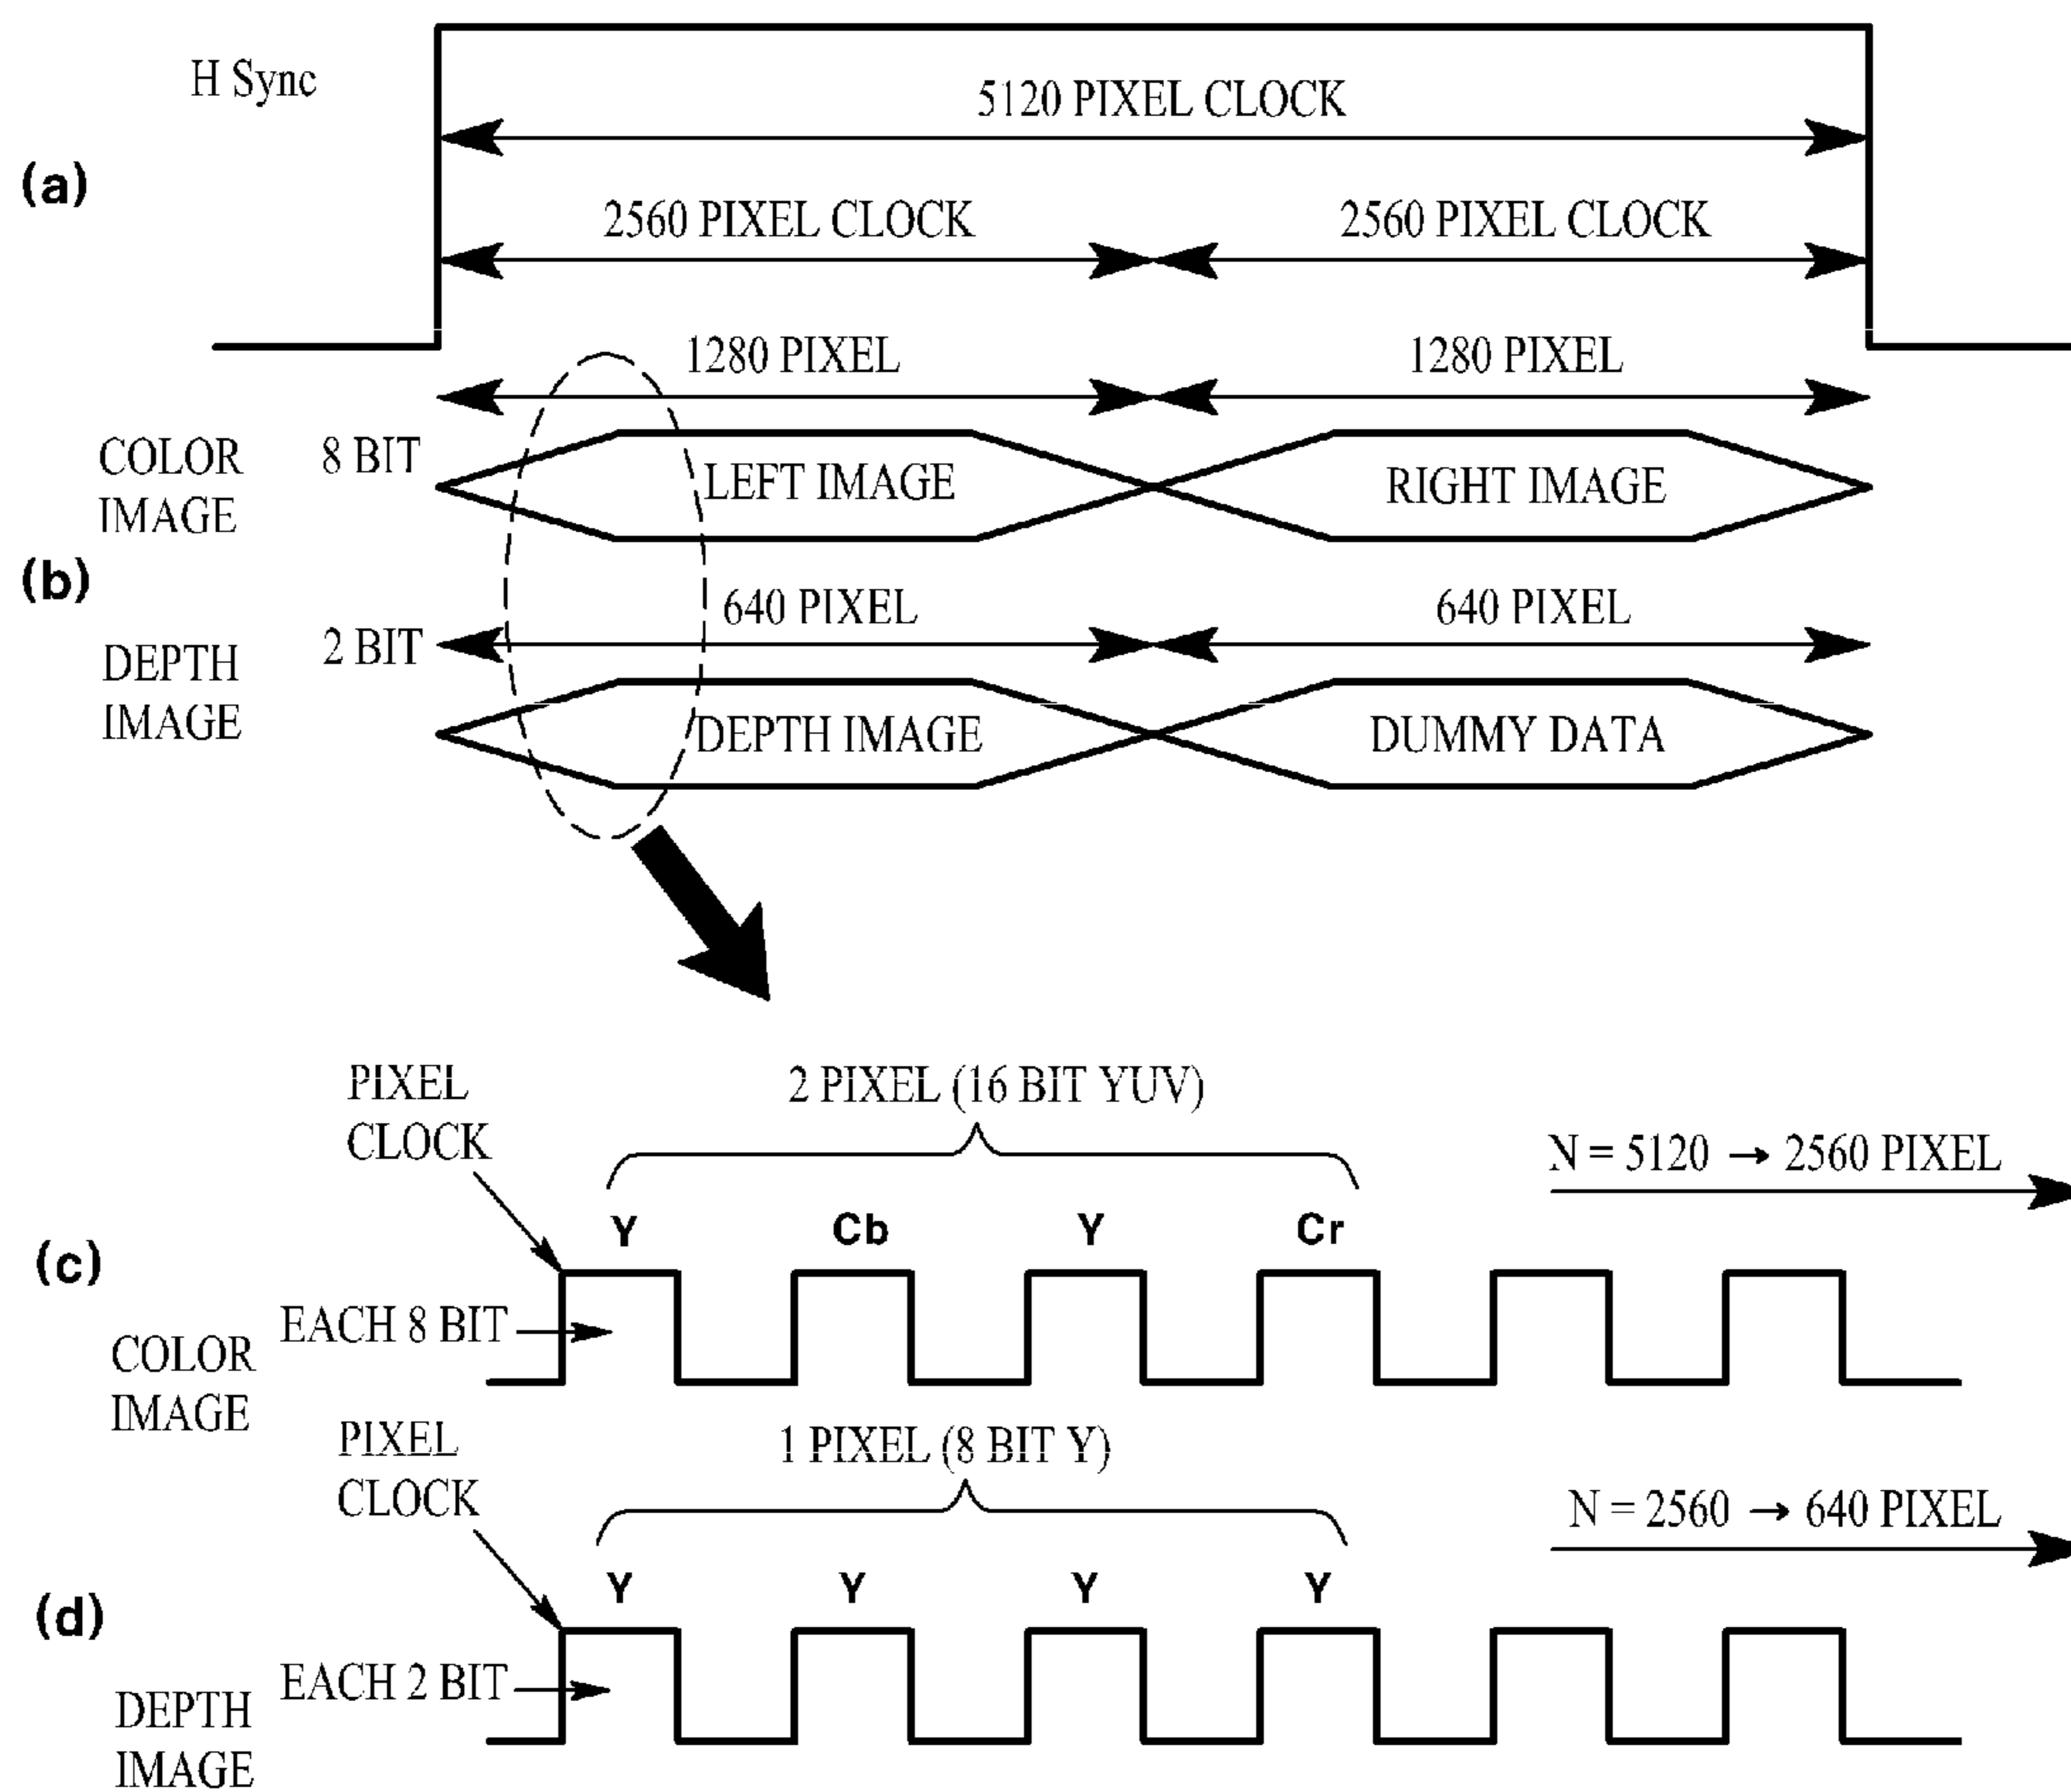 H Sync
5120 PIXEL CLOCK
(a)
2560 PIXEL CLOCK
2560 PIXEL CLOCK
1280 PIXEL
1280 PIXEL
COLOR
IMAGE
8 BIT
LEFT IMAGE
RIGHT IMAGE
(b)
640 PIXEL
640 PIXEL
DEPTH
IMAGE
2 BIT
DEPTH IMAGE
DUMMY DATA
PIXEL
CLOCK
2 PIXEL (16 BIT YUV)
N = 5120 → 2560 PIXEL
Y Cb Y Cr
(c)
EACH 8 BIT
COLOR
IMAGE
PIXEL
CLOCK
1 PIXEL (8 BIT Y)
N = 2560 → 640 PIXEL
Y Y Y Y
(d)
EACH 2 BIT
DEPTH
IMAGE